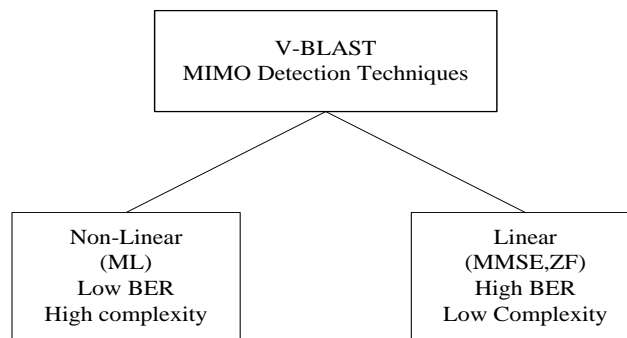 V-BLAST
MIMO Detection Techniques
Non-Linear
(ML)
Low BER
High complexity
Linear
(MMSE,ZF)
High BER
Low Complexity